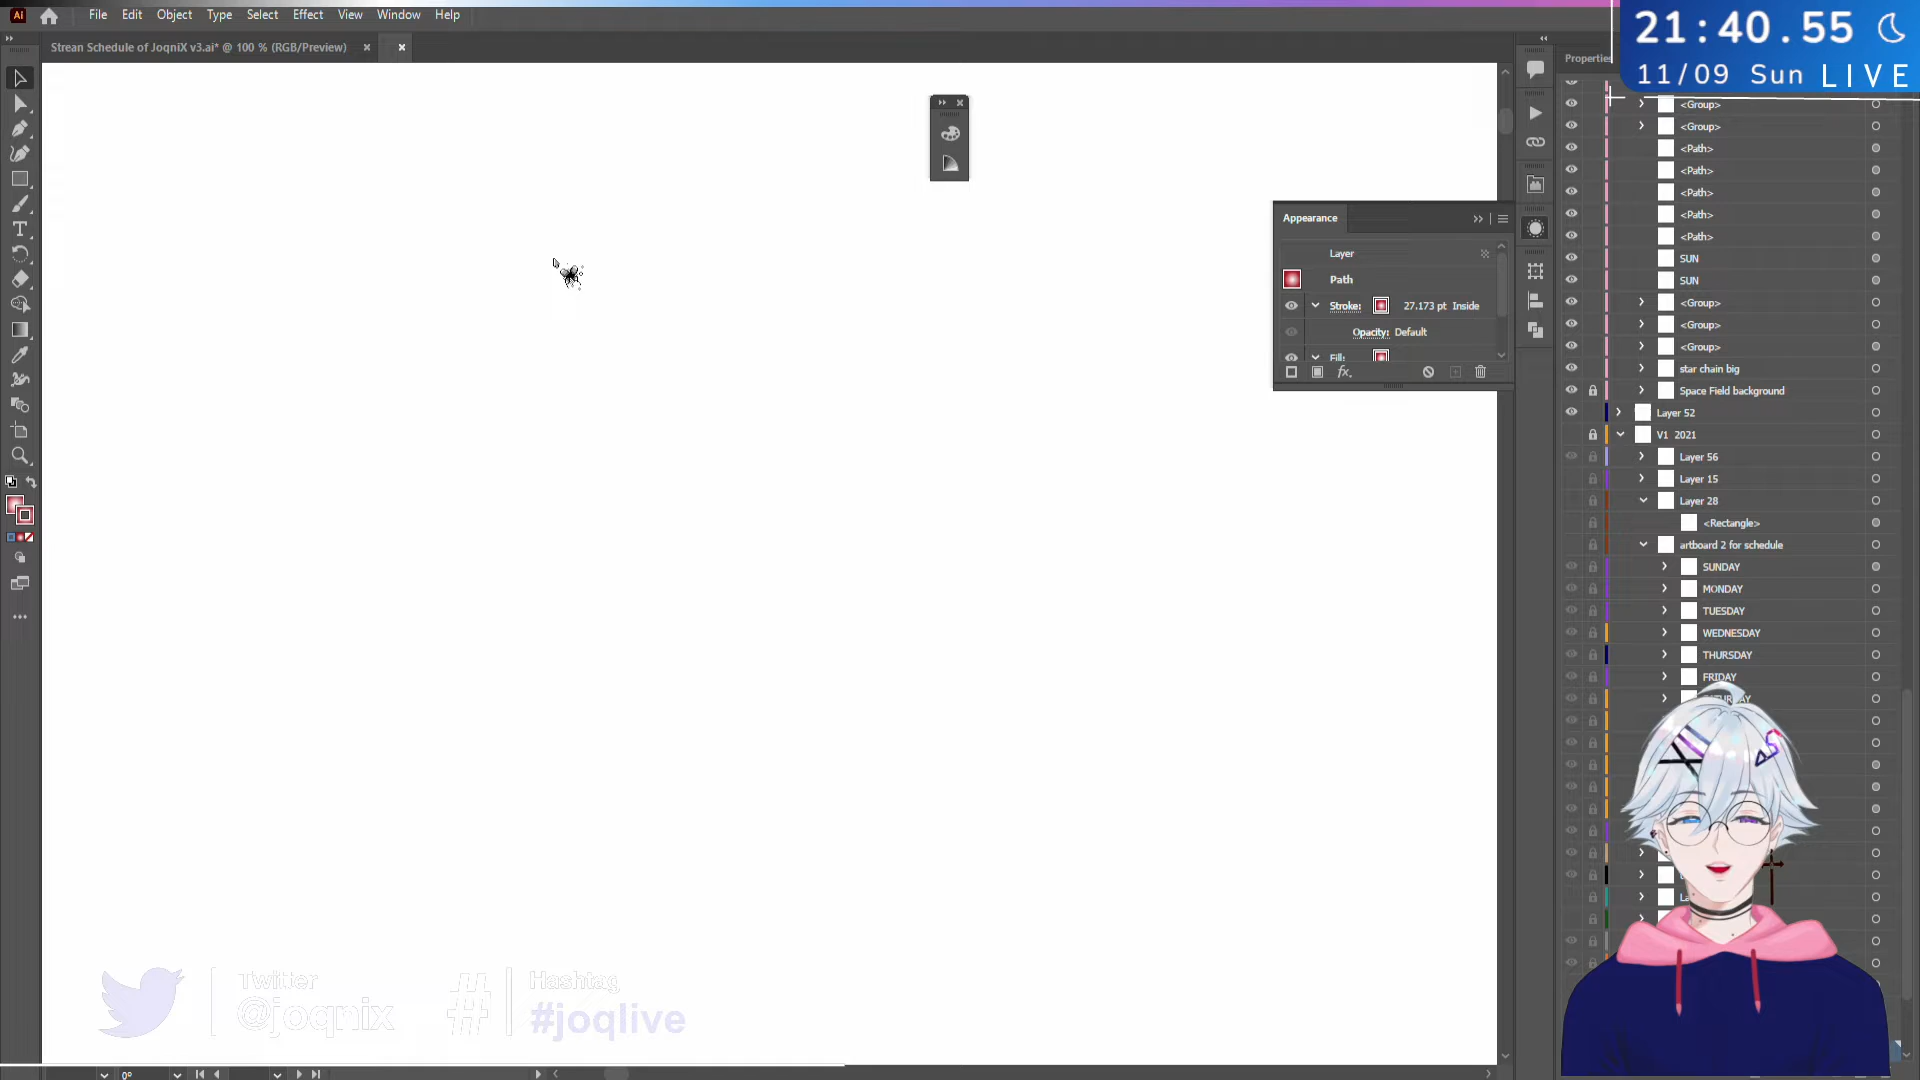 Ai File Edit Object Type Select Effect View Window Help
21:40.55
11/09 Sun LIVE
Strean Schedule of JoqniX v3.ai* @ 100 % (RGB/Preview)
Properties
<Group>
<Group>
<Path>
<Path>
<Path>
<Path>
<Path>
SUN
SUN
<Group>
<Group>
<Group>
star chain big
Space Field background
Layer 52
V1 2021
Layer 56
Layer 15
Layer 28
<Rectangle>
artboard 2 for schedule
SUNDAY
MONDAY
TUESDAY
WEDNESDAY
THURSDAY
FRIDAY
Appearance
Layer
Path
Stroke: 27.173 pt Inside
Opacity: Default
Fill:
fx.
Twitter
@joqnix
#
Hashtag
#joqlive
0°